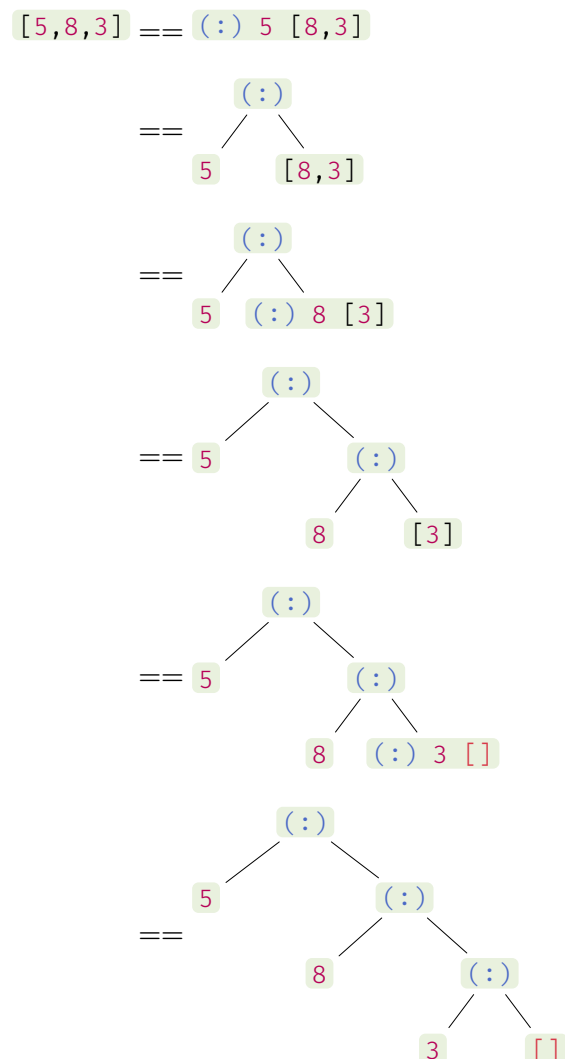 [5,8,3] == (:) 5 [8,3]
(:)
==
5 [8,3]
(:)
==
5 (:) 8 [3]
(:)
== 5 (:)
8 [3]
(:)
== 5 (:)
8 (:) 3 []
(:)
5 (:)
==
8 (:)
3 []